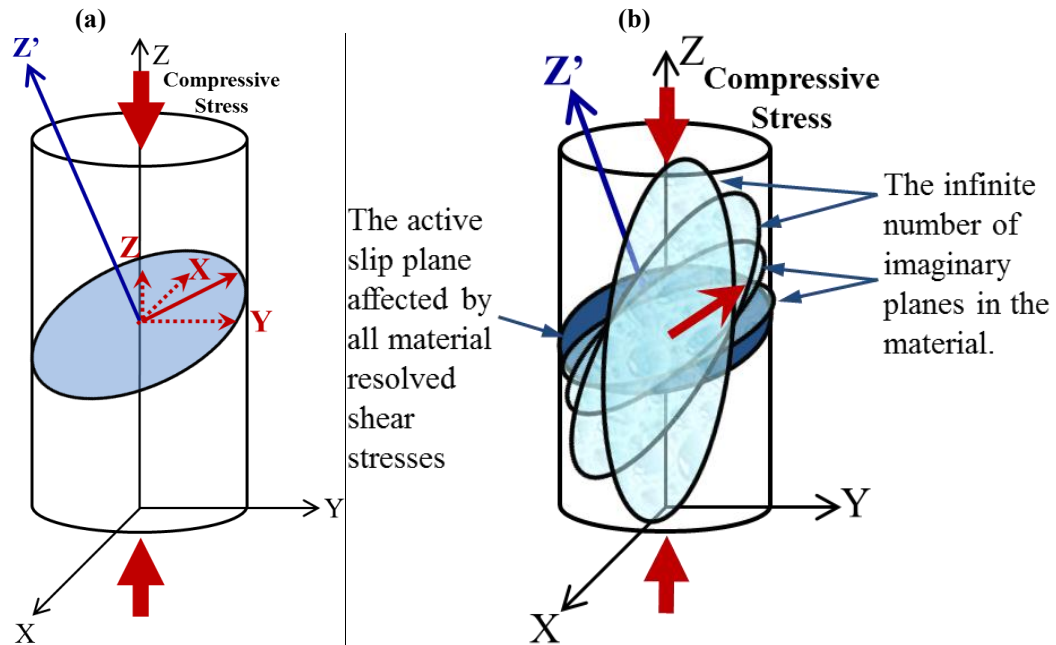 (a)
Z'
Z
Compressive
Stress
Z
X
Y
Y
X
(b)
Z'
Z
Compressive
Stress
The active
slip plane
affected by
all material
resolved
shear
stresses
The infinite
number of
imaginary
planes in the
material.
Y
X